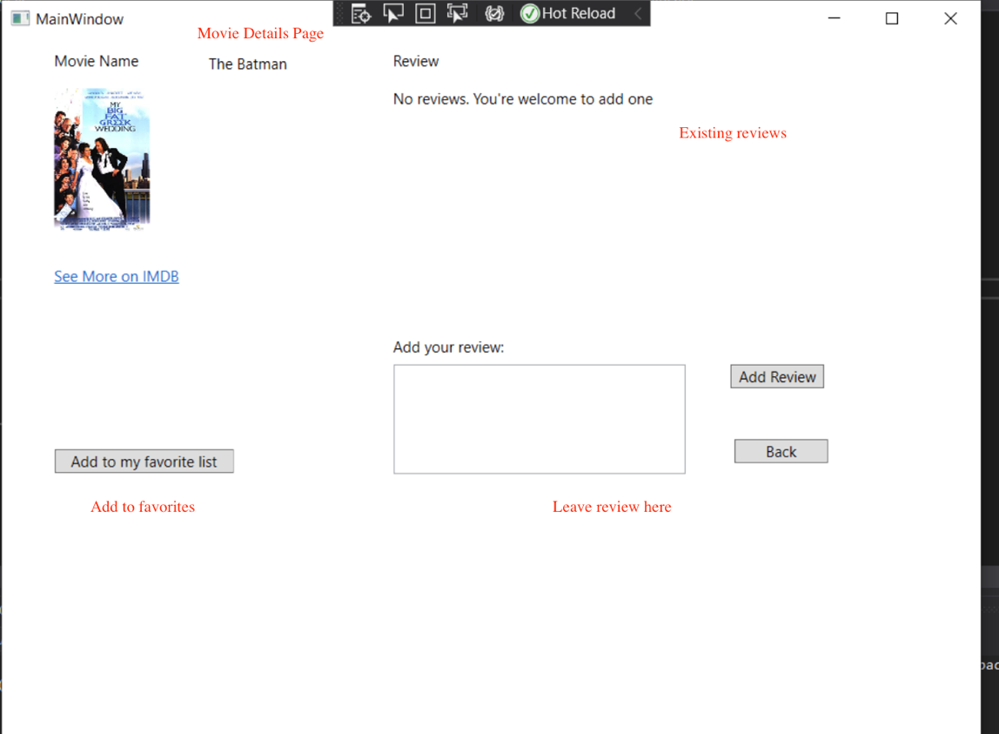 MainWindow
Hot Reload
Movie Details Page
Movie Name
The Batman
Review
No reviews. You're welcome to add one
MY
BIG
FAT
GREEK
WEDDING
Existing reviews
See More on IMDB
Add your review:
Add Review
Back
Add to my favorite list
Add to favorites
Leave review here